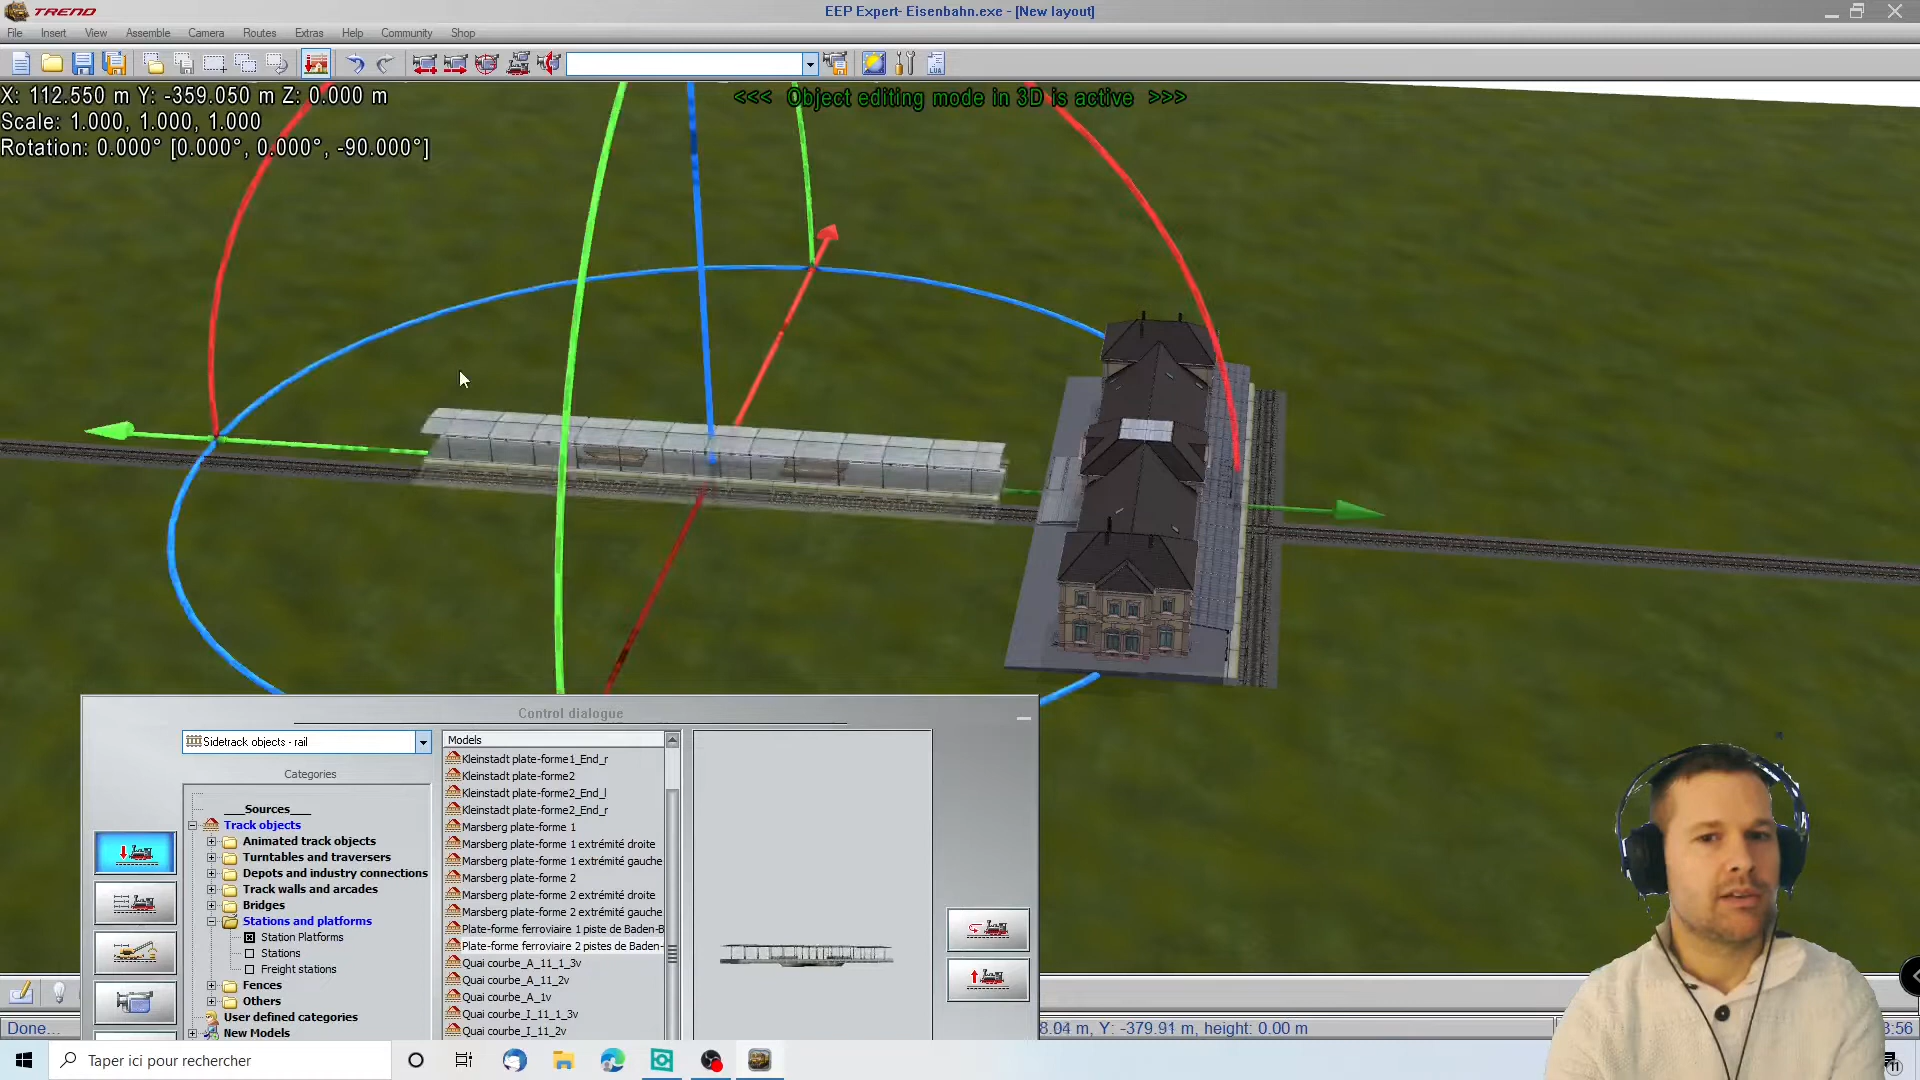 TREND
EEP Expert- Eisenbahn.exe - [New layout]
File Insert View Assemble Camera Routes Extras Help Community Shop
X: 112.550 m Y: -359.050 m Z: 0.000 m
<<< Object editing mode in 3D is active >>>
Scale: 1.000, 1.000, 1.000
Rotation: 0.000° [0.000°, 0.000°, -90.000°]
Control dialogue
Sidetrack objects - rail
Categories
___Sources___
Track objects
Animated track objects
Turntables and traversers
Depots and industry connections
Track walls and arcades
Bridges
Stations and platforms
Station Platforms
Stations
Freight stations
Fences
Others
User defined categories
New Models
Models
Kleinstadt plate-forme1_End_r
Kleinstadt plate-forme2
Kleinstadt plate-forme2_End_l
Kleinstadt plate-forme2_End_r
Marsberg plate-forme 1
Marsberg plate-forme 1 extrémité droite
Marsberg plate-forme 1 extrémité gauche
Marsberg plate-forme 2
Marsberg plate-forme 2 extrémité droite
Marsberg plate-forme 2 extrémité gauche
Plate-forme ferroviaire 1 piste de Baden-B
Plate-forme ferroviaire 2 pistes de Baden-
Quai courbe_A_11_1_3v
Quai courbe_A_11_2v
Quai courbe_A_1v
Quai courbe_I_11_1_3v
Quai courbe_I_11_2v
LUA
Done...
8.04 m, Y: -379.91 m, height: 0.00 m
3:56
Taper ici pour rechercher
11